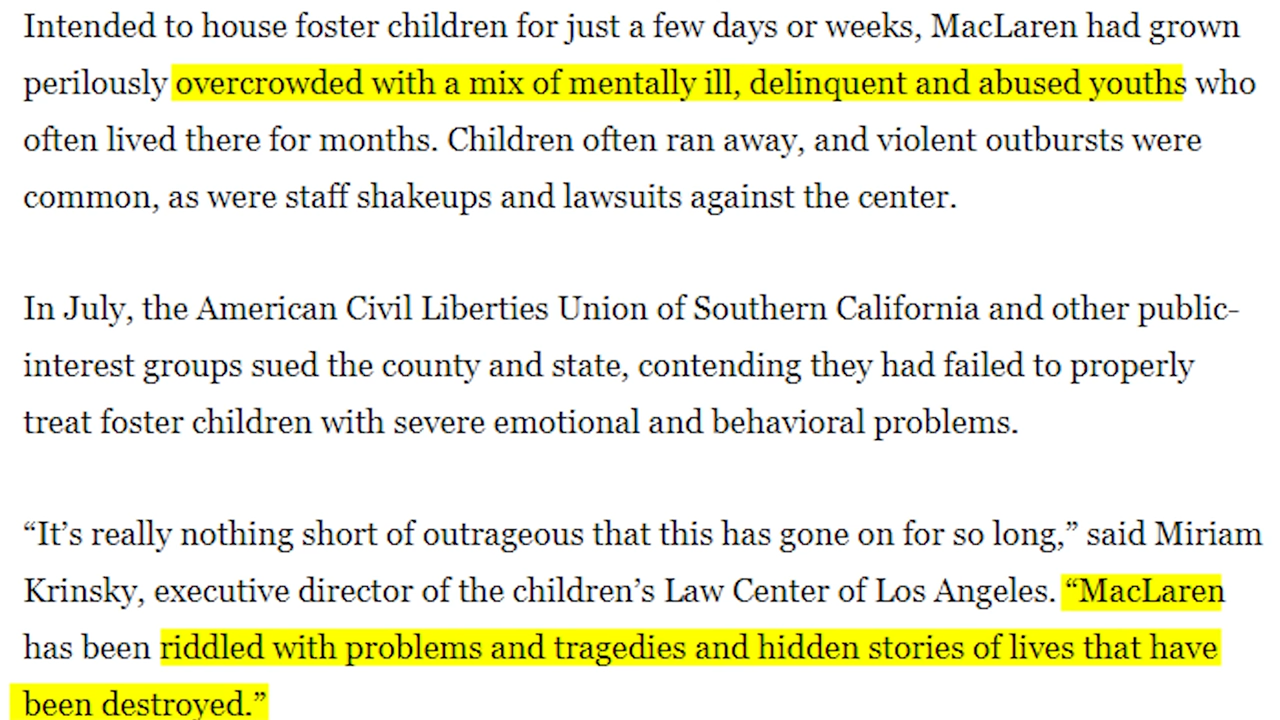 Intended to house foster children for just a few days or weeks, MacLaren had grown
perilously overcrowded with a mix of mentally ill, delinquent and abused youths who
often lived there for months. Children often ran away, and violent outbursts were
common, as were staff shakeups and lawsuits against the center.
In July, the American Civil Liberties Union of Southern California and other public-
interest groups sued the county and state, contending they had failed to properly
treat foster children with severe emotional and behavioral problems.
“It’s really nothing short of outrageous that this has gone on for so long,” said Miriam
Krinsky, executive director of the children’s Law Center of Los Angeles. “MacLaren
has been riddled with problems and tragedies and hidden stories of lives that have
been destroyed.”